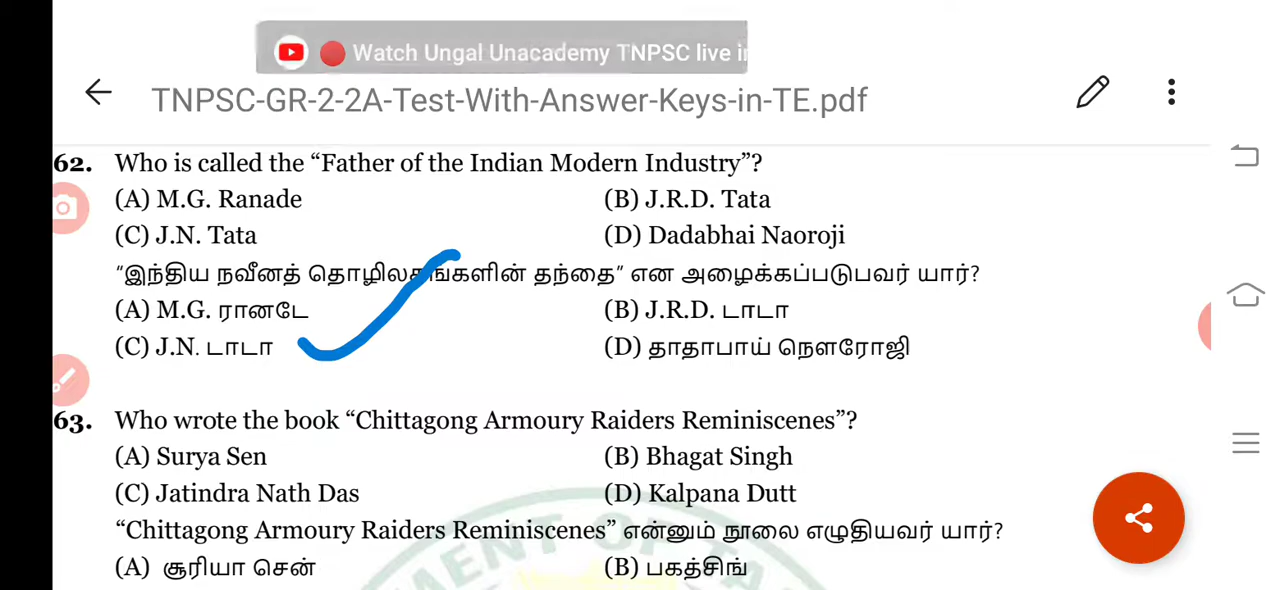 Watch Ungal Unacademy TNPSC live in
TNPSC-GR-2-2A-Test-With-Answer-Keys-in-TE.pdf
62. Who is called the “Father of the Indian Modern Industry”?
(A) M.G. Ranade (B) J.R.D. Tata
(C) J.N. Tata (D) Dadabhai Naoroji
“இந்திய நவீனத் தொழிலகங்களின் தந்தை” என அழைக்கப்படுபவர் யார்?
(A) M.G. ரானடே (B) J.R.D. டாடா
(C) J.N. டாடா (D) தாதாபாய் நௌரோஜி
63. Who wrote the book “Chittagong Armoury Raiders Reminiscenes”?
(A) Surya Sen (B) Bhagat Singh
(C) Jatindra Nath Das (D) Kalpana Dutt
“Chittagong Armoury Raiders Reminiscenes” என்னும் நூலை எழுதியவர் யார்?
(A) சூரியா சென் (B) பகத்சிங்